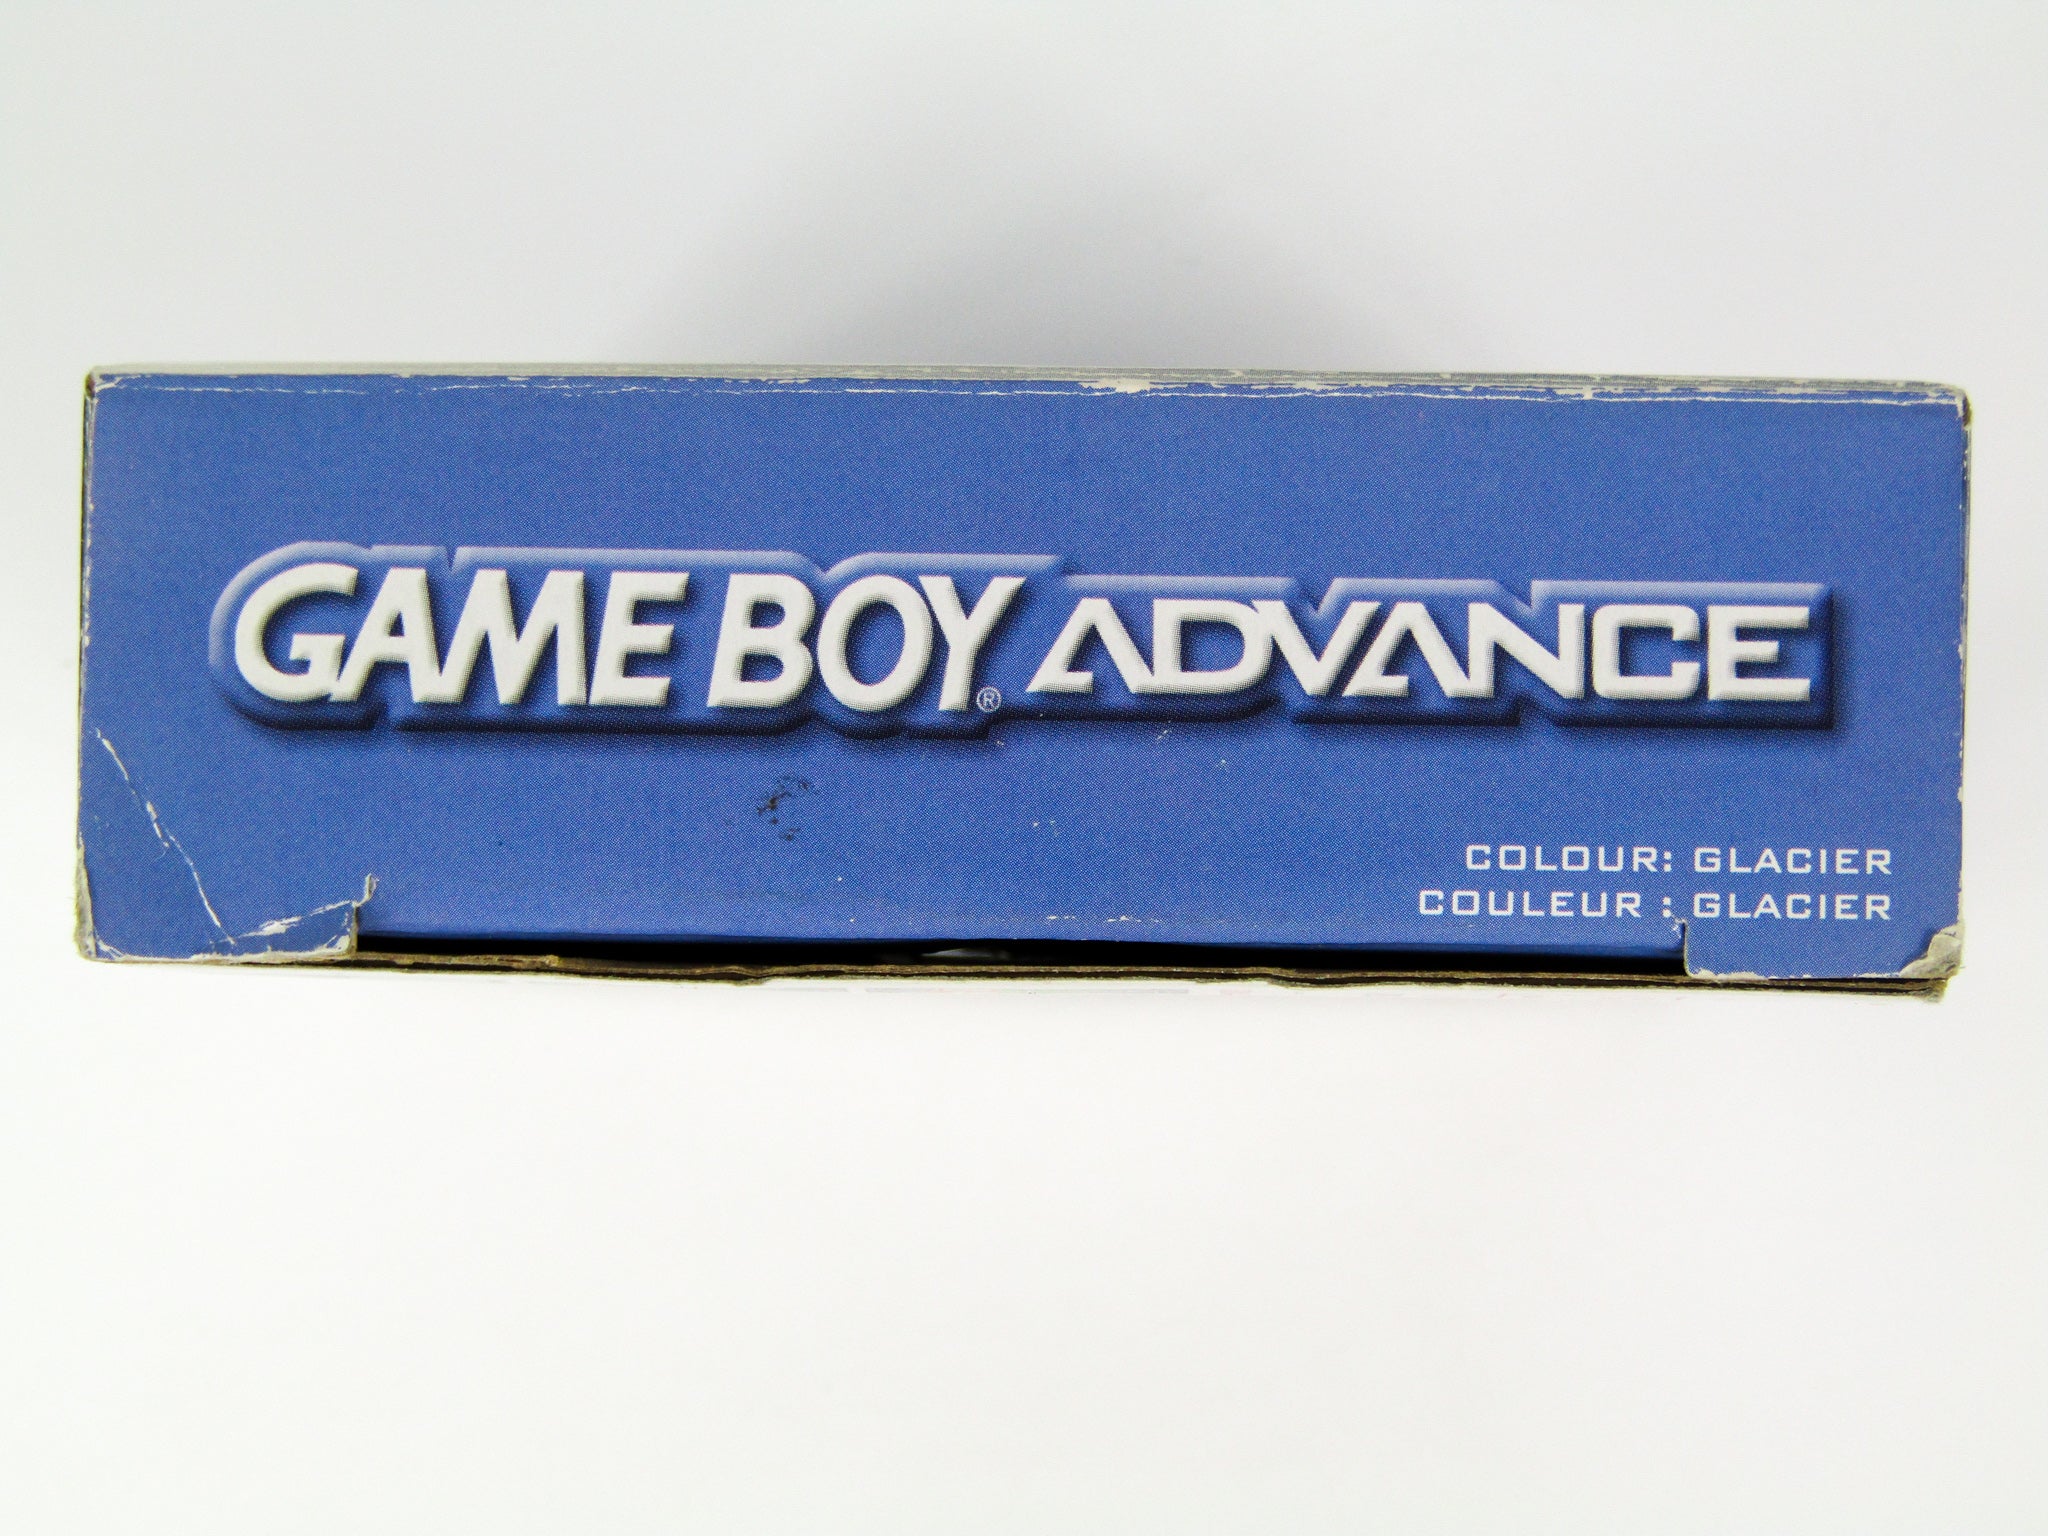 GAME BOY® ADVANCE
COLOUR: GLACIER
COULEUR : GLACIER